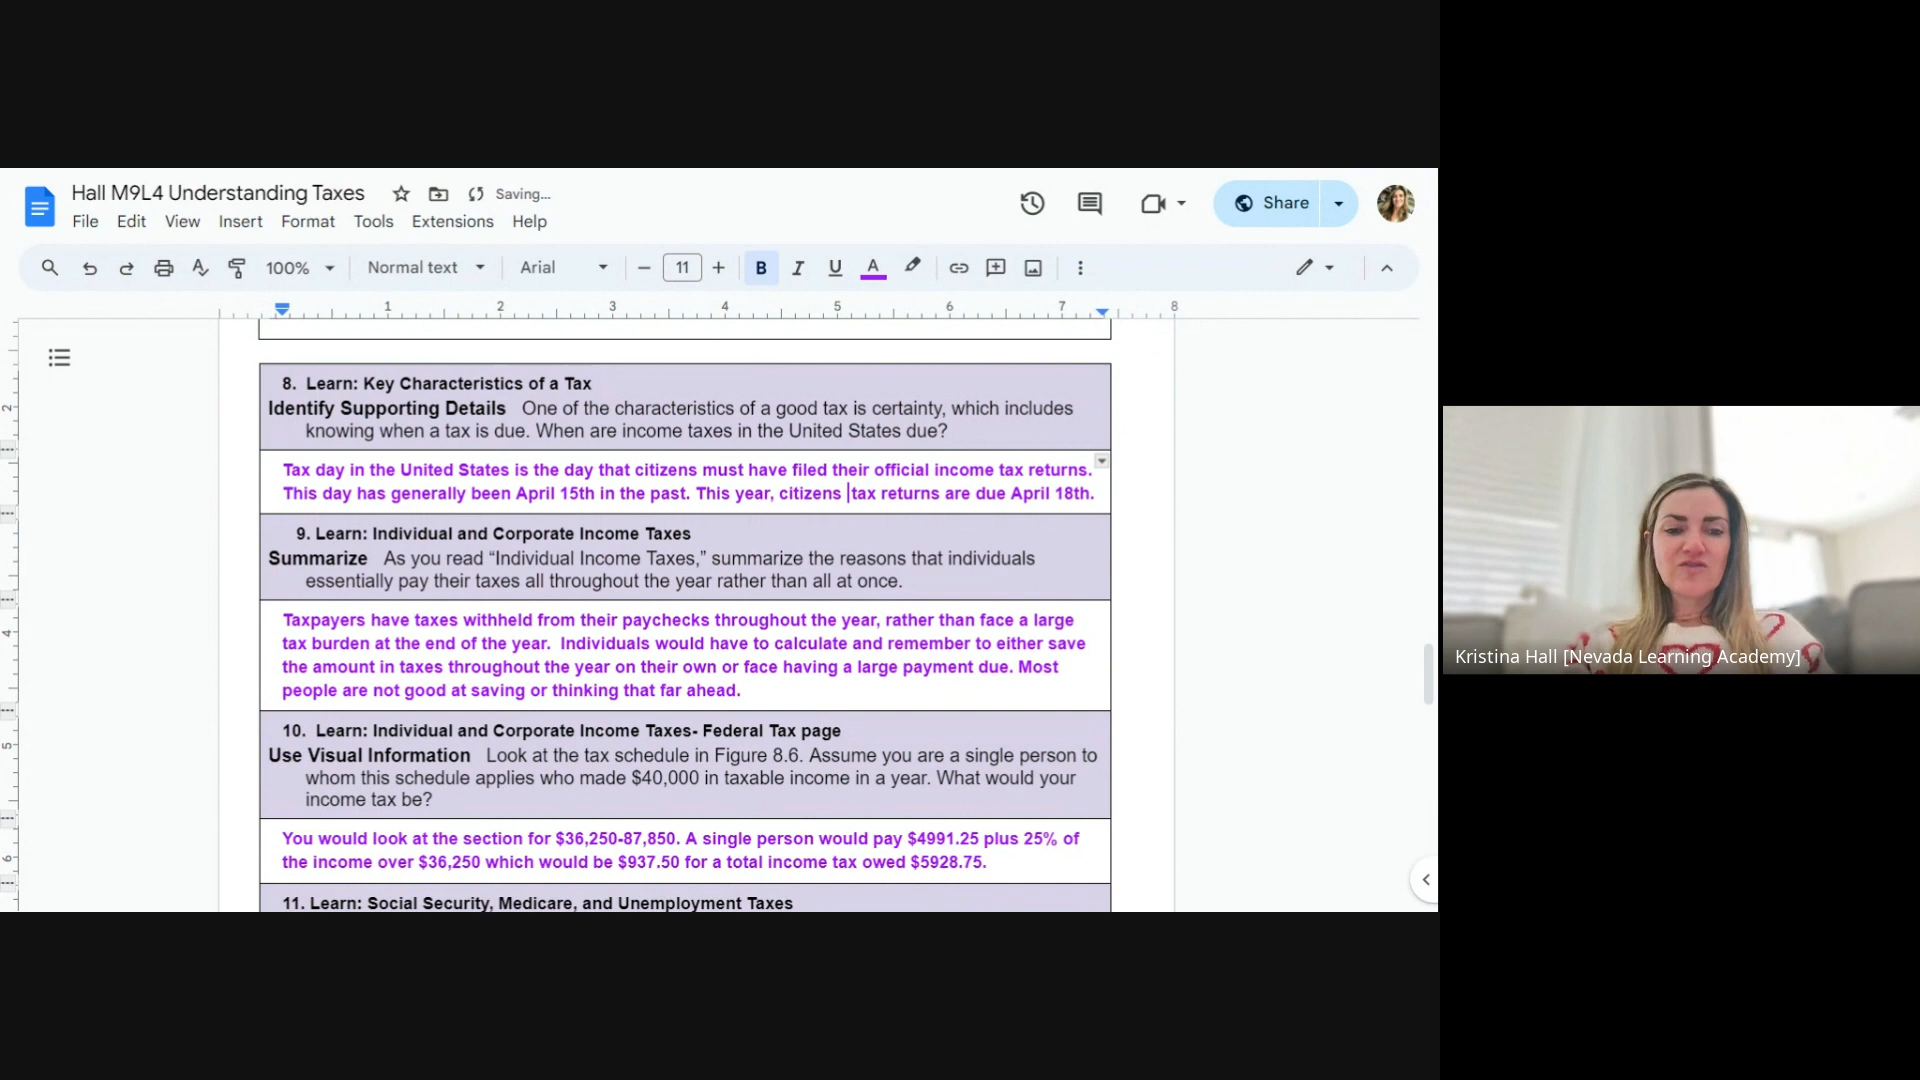 Hall M9L4 Understanding Taxes
Saving...
File Edit View Insert Format Tools Extensions Help
Share
100% Normal text Arial 11 B I U A
1 2 3 4 5 6 7 8
8. Learn: Key Characteristics of a Tax
Identify Supporting Details One of the characteristics of a good tax is certainty, which includes
knowing when a tax is due. When are income taxes in the United States due?
Tax day in the United States is the day that citizens must have filed their official income tax returns.
This day has generally been April 15th in the past. This year, citizens tax returns are due April 18th.
9. Learn: Individual and Corporate Income Taxes
Summarize As you read “Individual Income Taxes,” summarize the reasons that individuals
essentially pay their taxes all throughout the year rather than all at once.
Taxpayers have taxes withheld from their paychecks throughout the year, rather than face a large
tax burden at the end of the year. Individuals would have to calculate and remember to either save
the amount in taxes throughout the year on their own or face having a large payment due. Most
people are not good at saving or thinking that far ahead.
10. Learn: Individual and Corporate Income Taxes- Federal Tax page
Use Visual Information Look at the tax schedule in Figure 8.6. Assume you are a single person to
whom this schedule applies who made $40,000 in taxable income in a year. What would your
income tax be?
You would look at the section for $36,250-87,850. A single person would pay $4991.25 plus 25% of
the income over $36,250 which would be $937.50 for a total income tax owed $5928.75.
11. Learn: Social Security, Medicare, and Unemployment Taxes
2
4
5
6
Kristina Hall [Nevada Learning Academy]